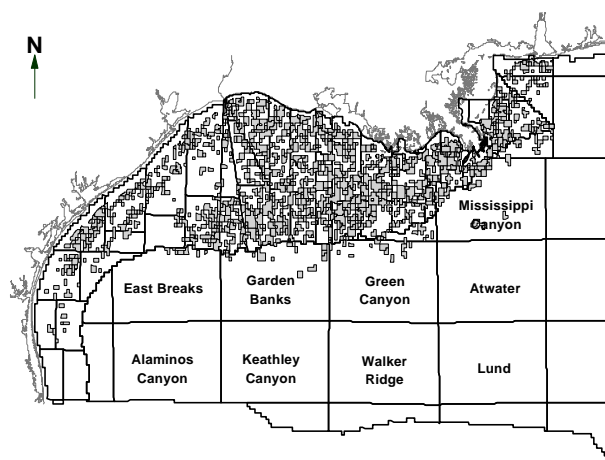 N
Mississippi
Canyon
East Breaks
Garden
Banks
Green
Canyon
Atwater
Alaminos
Canyon
Keathley
Canyon
Walker
Ridge
Lund